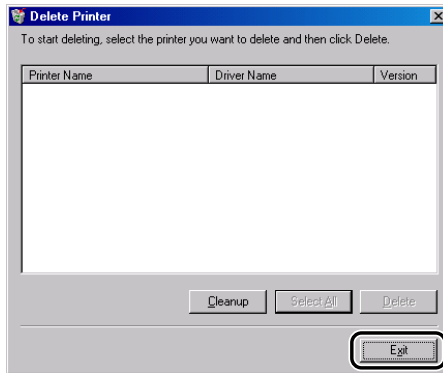 Delete Printer
To start deleting, select the printer you want to delete and then click Delete.
Printer Name Driver Name Version
Cleanup Select All Delete
Exit